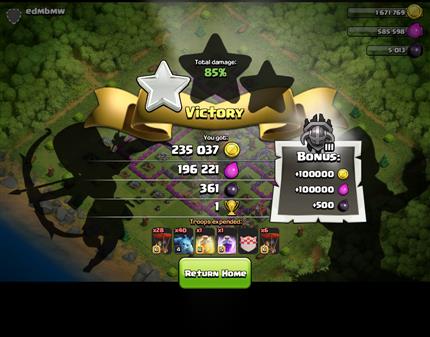 edmbmw
1 671 769
585 598
5 013
Total damage:
85%
Victory
You got:
235 037
196 221
361
1
III
Bonus:
+100000
+100000
+500
Troops expended:
x28 x40 x1 x1 x6
Return Home